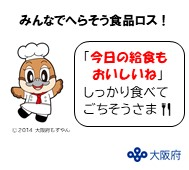 みんなでへらそう食品ロス！
「今日の給食も
おいしいね」
しっかり食べて
ごちそうさま
© 2014 大阪府もずやん
大阪府